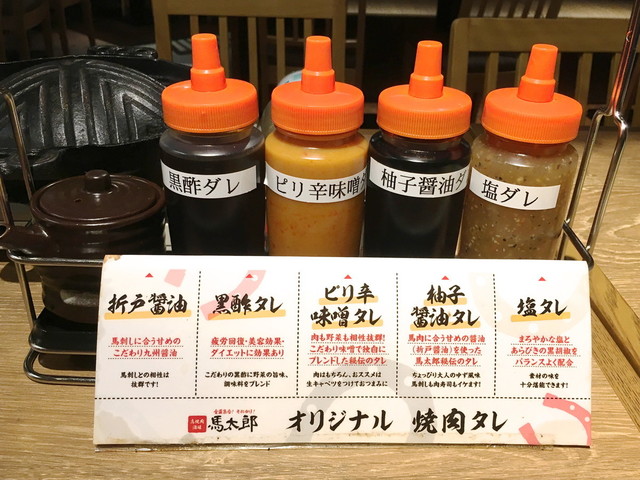 黒酢ダレ
ピリ辛味噌
柚子醤油ダ
塩ダレ
折戸醤油
馬刺しに合う甘めの
こだわり九州醤油
馬刺しとの相性は
抜群です!
黒酢タレ
疲労回復・美容効果・
ダイエットに効果あり
こだわりの黒酢に野菜の旨味、
調味料をブレンド
ピリ辛
味噌タレ
肉も野菜も相性抜群!
こだわり味噌で独自に
ブレンドした秘伝のタレ
肉はもちろん、おススメは
生キャベツをつけておつまみに
柚子
醤油タレ
馬肉に合う甘めの醤油
(折戸醤油)を使った
馬太郎秘伝のタレ
ちょっぴり大人のゆず風味
馬刺しも肉寿司もイケます!
塩タレ
まろやかな塩と
あらびきの黒胡椒を
バランスよく配合
素材の味を
十分堪能できます!
馬太郎
オリジナル 焼肉タレ